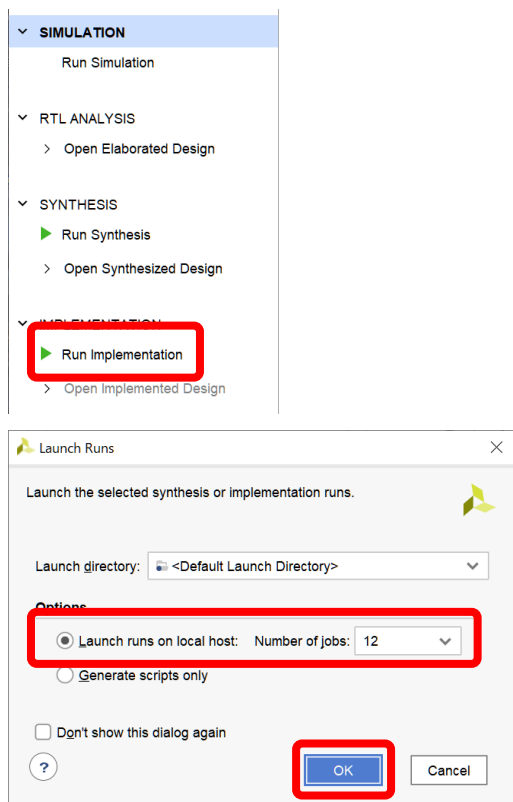 SIMULATION
Run Simulation
RTL ANALYSIS
Open Elaborated Design
SYNTHESIS
Run Synthesis
Open Synthesized Design
IMPLEMENTATION
Run Implementation
Open Implemented Design
Launch Runs
Launch the selected synthesis or implementation runs.
Launch directory: <Default Launch Directory>
Options
Launch runs on local host: Number of jobs: 12
Generate scripts only
Don't show this dialog again
? OK Cancel